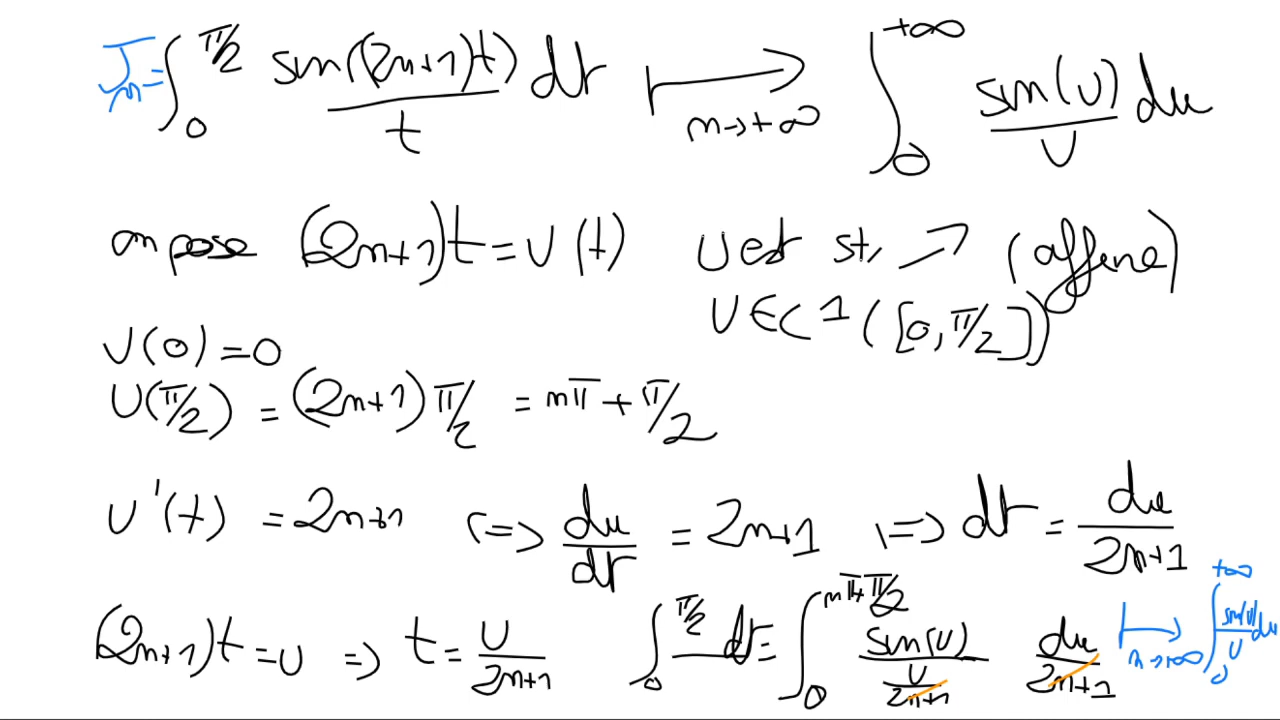 J_n = ∫_0^{π/2} sin((2n+1)t)/t dt ⟼_{n→+∞} ∫_0^{+∞} sin(u)/u du
on pose (2n+1)t = u(t) u est st. ↗ (affine)
u ∈ C^1([0, π/2])
u(0) = 0
u(π/2) = (2n+1) π/2 = nπ + π/2
u'(t) = 2n+1 (=> du/dt = 2n+1 (=> dt = du/(2n+1)
(2n+1)t = u => t = u/(2n+1) ∫_0^{π/2} — dt = ∫_0^{nπ+π/2} sin(u)/(u/(2n+1)) du/(2n+1) ⟼_{n→+∞} ∫_0^{+∞} sin(u)/u du